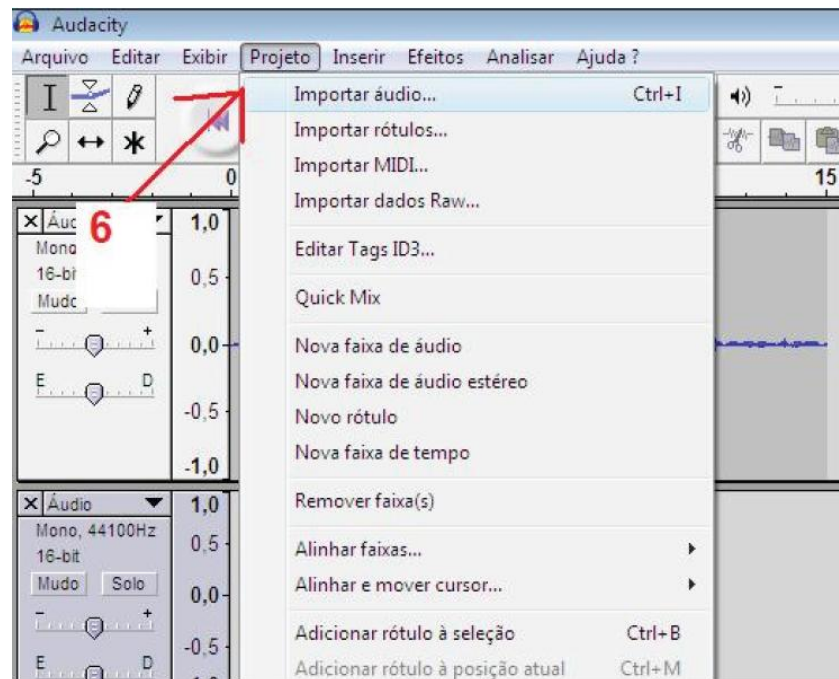 Audacity
Arquivo Editar Exibir Projeto Inserir Efeitos Analisar Ajuda ?
Importar áudio... Ctrl+I
Importar rótulos...
Importar MIDI...
Importar dados Raw...
Editar Tags ID3...
Quick Mix
Nova faixa de áudio
Nova faixa de áudio estéreo
Novo rótulo
Nova faixa de tempo
Remover faixa(s)
Alinhar faixas...
Alinhar e mover cursor...
Adicionar rótulo à seleção Ctrl+B
Adicionar rótulo à posição atual Ctrl+M
-5 0 15
6
1,0
Mono
16-bit
0,5
- +
0,0
E D
-0,5
-1,0
Áudio 1,0
Mono, 44100Hz
16-bit 0,5
Mudo Solo
0,0
- +
-0,5
E D